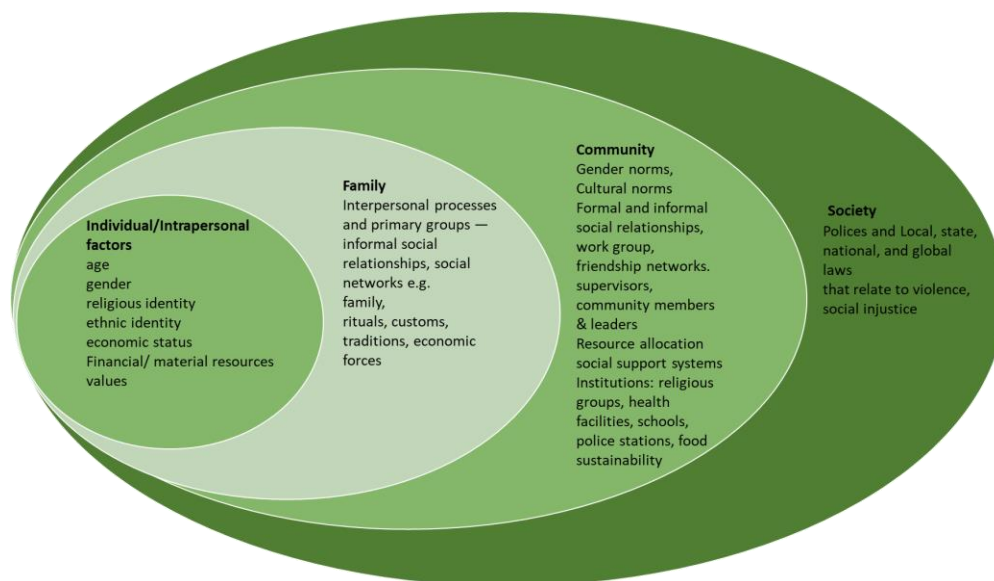 Individual/Intrapersonal
factors
age
gender
religious identity
ethnic identity
economic status
Financial/ material resources
values
Family
Interpersonal processes
and primary groups —
informal social
relationships, social
networks e.g.
family,
rituals, customs,
traditions, economic
forces
Community
Gender norms,
Cultural norms
Formal and informal
social relationships,
work group,
friendship networks.
supervisors,
community members
& leaders
Resource allocation
social support systems
Institutions: religious
groups, health
facilities, schools,
police stations, food
sustainability
Society
Polices and Local, state,
national, and global
laws
that relate to violence,
social injustice